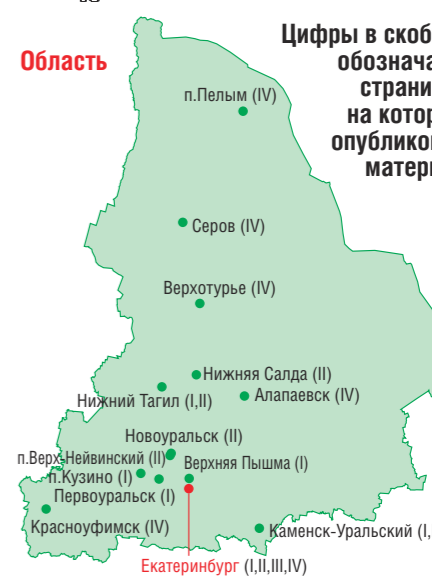 Область
Цифры в скоб
обознача
страни
на котор
опубликов
матери
п.Пелым (IV)
Серов (IV)
Верхотурье (IV)
Нижняя Салда (II)
Нижний Тагил (I,II)
Алапаевск (IV)
Новоуральск (II)
п.Верх-Нейвинский (II)
Верхняя Пышма (I)
п.Кузино (I)
Первоуральск (I)
Красноуфимск (IV)
Каменск-Уральский (I,
Екатеринбург (I,II,III,IV)